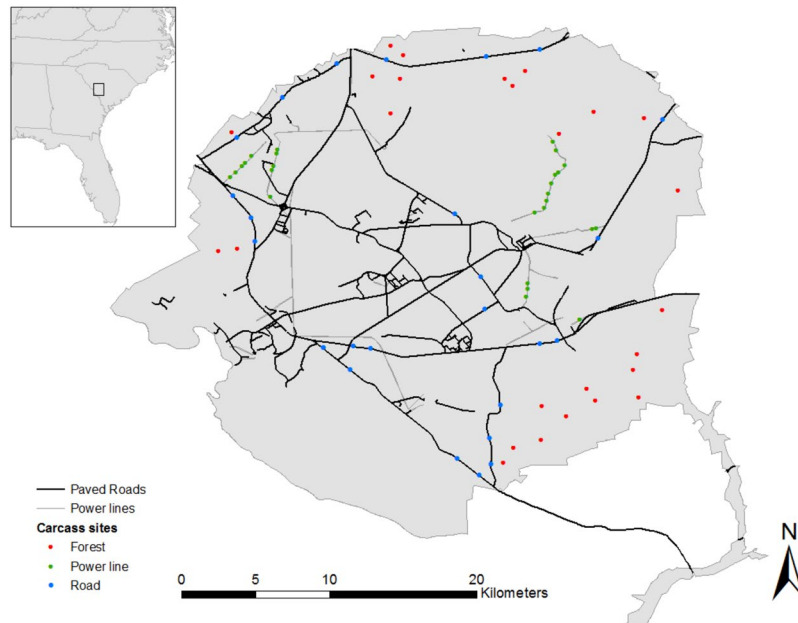 Paved Roads
Power lines
Carcass sites
Forest
Power line
Road
0 5 10 20
Kilometers
N